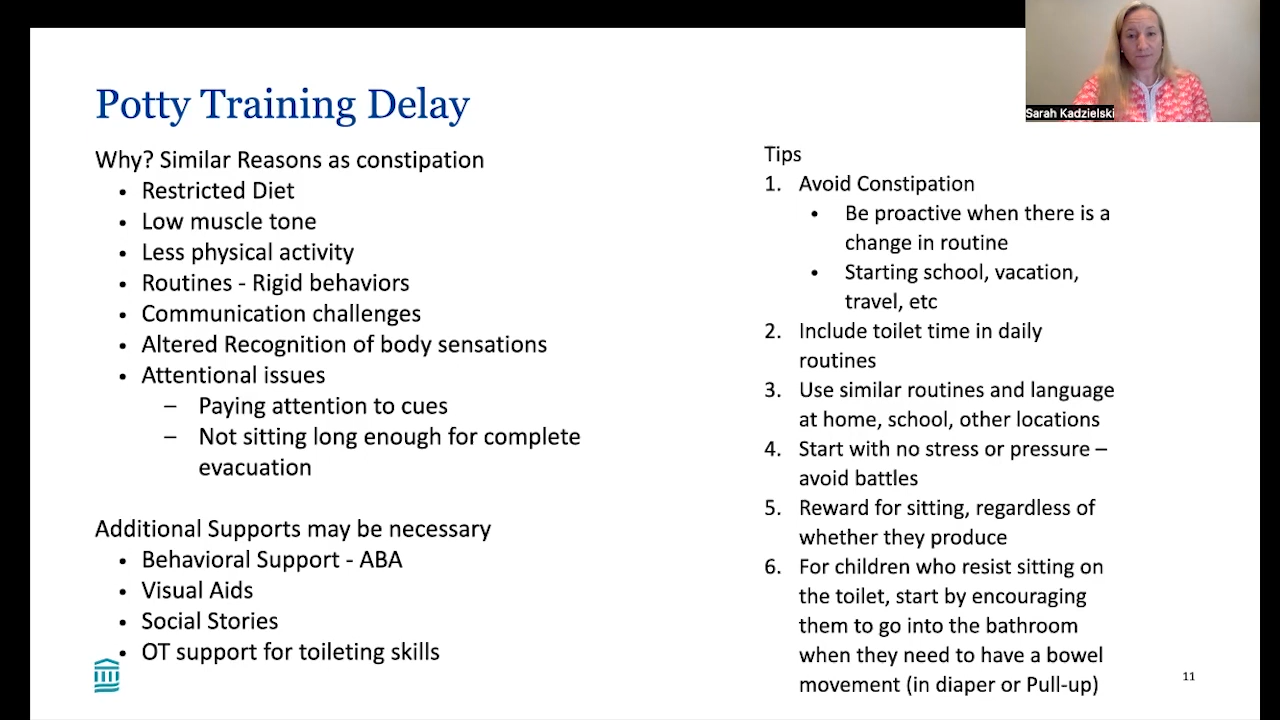 Potty Training Delay
Why? Similar Reasons as constipation
• Restricted Diet
• Low muscle tone
• Less physical activity
• Routines - Rigid behaviors
• Communication challenges
• Altered Recognition of body sensations
• Attentional issues
– Paying attention to cues
– Not sitting long enough for complete
evacuation
Additional Supports may be necessary
• Behavioral Support - ABA
• Visual Aids
• Social Stories
• OT support for toileting skills
Tips
1. Avoid Constipation
• Be proactive when there is a
change in routine
• Starting school, vacation,
travel, etc
2. Include toilet time in daily
routines
3. Use similar routines and language
at home, school, other locations
4. Start with no stress or pressure –
avoid battles
5. Reward for sitting, regardless of
whether they produce
6. For children who resist sitting on
the toilet, start by encouraging
them to go into the bathroom
when they need to have a bowel
movement (in diaper or Pull-up)
11
Sarah Kadzielski